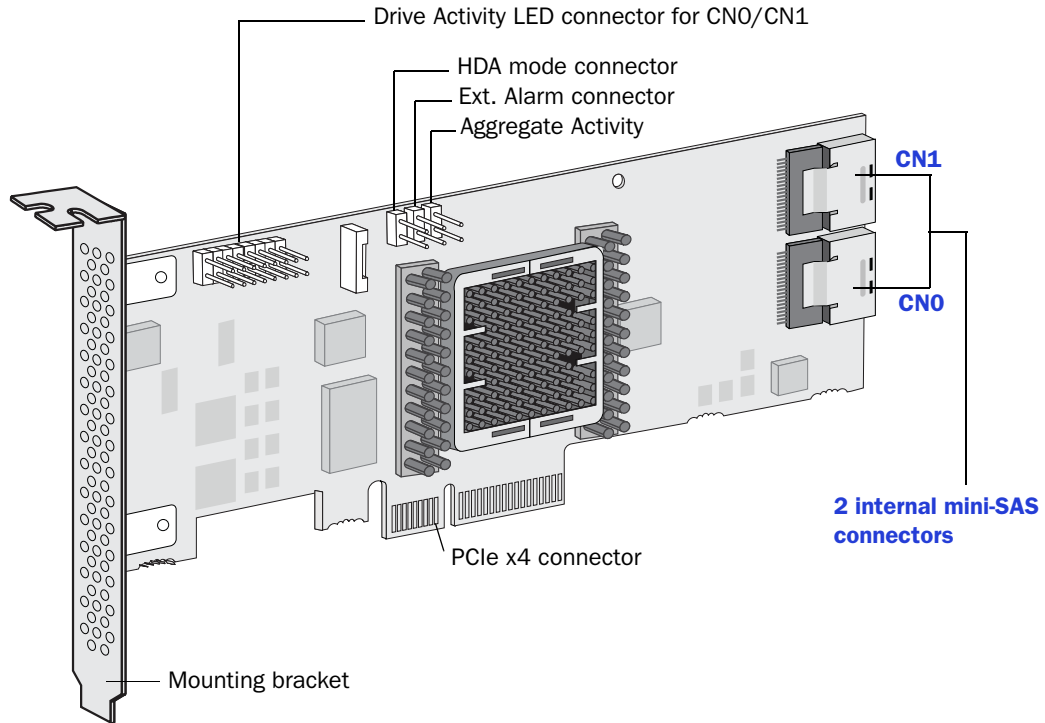 Drive Activity LED connector for CN0/CN1
HDA mode connector
Ext. Alarm connector
Aggregate Activity
CN1
CN0
2 internal mini-SAS
connectors
PCIe x4 connector
Mounting bracket